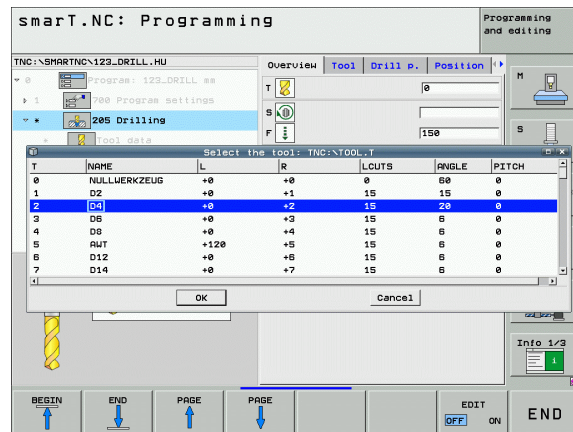 smarT.NC: Programming
Programming
and editing
TNC:\SMARTNC\123_DRILL.HU
Overview Tool Drill p. Position
0 Program: 123_DRILL mm
T 0
M
1 700 Program settings
S
* 205 Drilling
F 150
S
* Tool data
Select the tool: TNC:\TOOL.T
T NAME L R LCUTS ANGLE PITCH
0 NULLWERKZEUG +0 +0 0 60 0
1 D2 +0 +1 15 15 0
2 D4 +0 +2 15 20 0
3 D6 +0 +3 15 6 0
4 D8 +0 +4 15 6 0
5 AWT +120 +5 15 6 0
6 D12 +0 +6 15 6 0
7 D14 +0 +7 15 6 0
OK Cancel
Info 1/3
i
BEGIN END PAGE PAGE EDIT
OFF ON
END